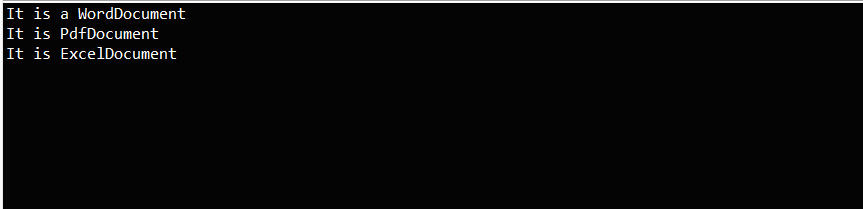 It is a WordDocument
It is PdfDocument
It is ExcelDocument